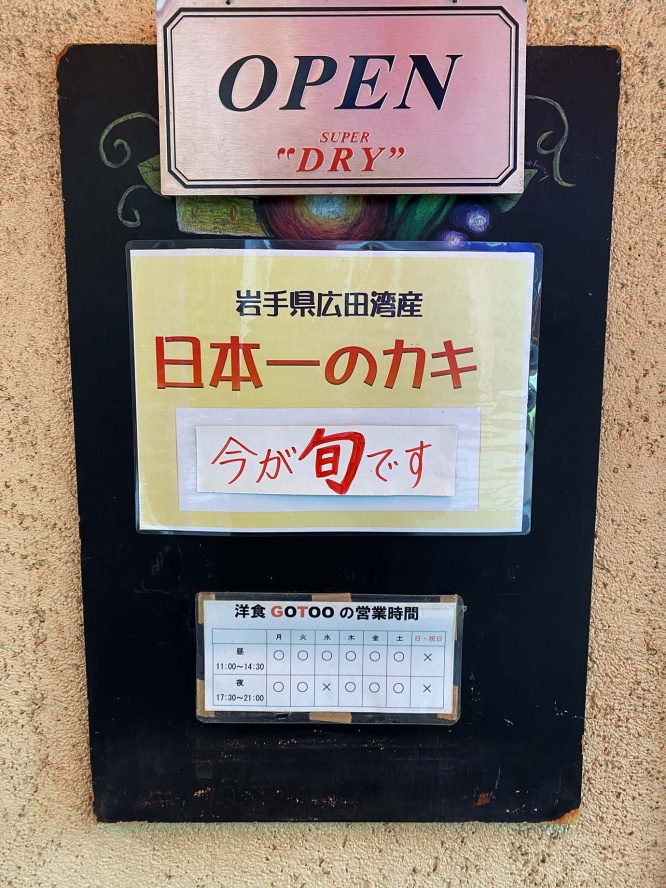 OPEN
SUPER
"DRY"
岩手県広田湾産
日本一のカキ
今が旬です
洋食 GOTOO の営業時間
月 火 水 木 金 土 日・祝日
昼 11:00～14:30 ○ ○ ○ ○ ○ ○ ×
夜 17:30～21:00 ○ ○ × ○ ○ ○ ×